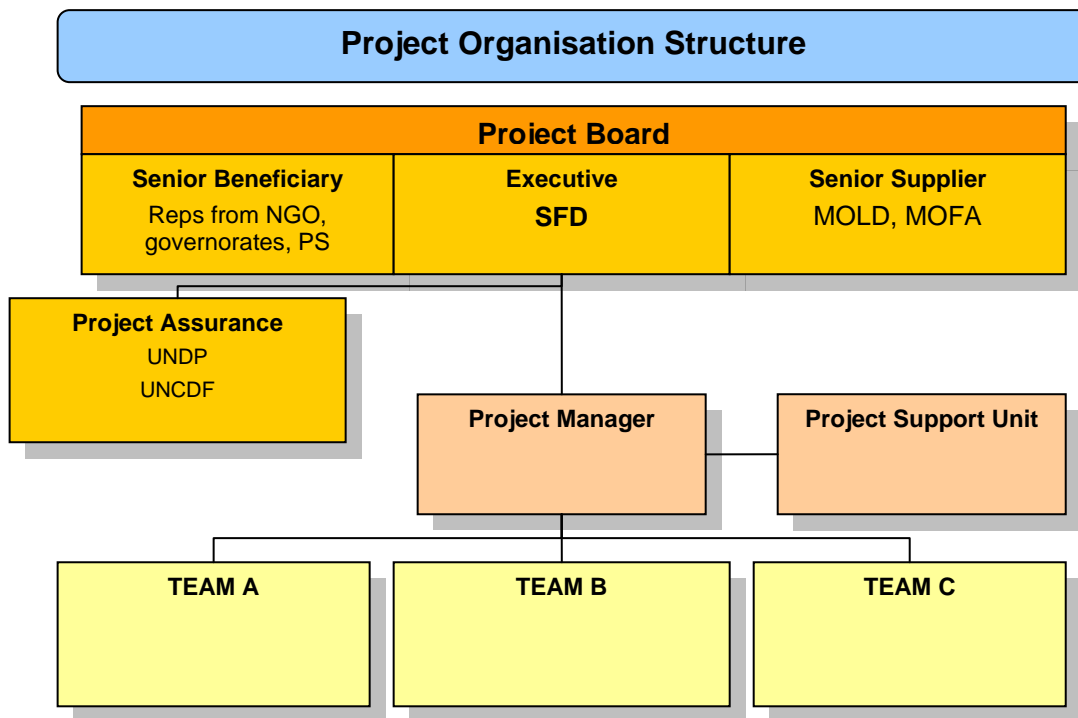 Project Organisation Structure
Project Board
Senior Beneficiary
Reps from NGO,
governorates, PS
Executive
SFD
Senior Supplier
MOLD, MOFA
Project Assurance
UNDP
UNCDF
Project Manager
Project Support Unit
TEAM A
TEAM B
TEAM C